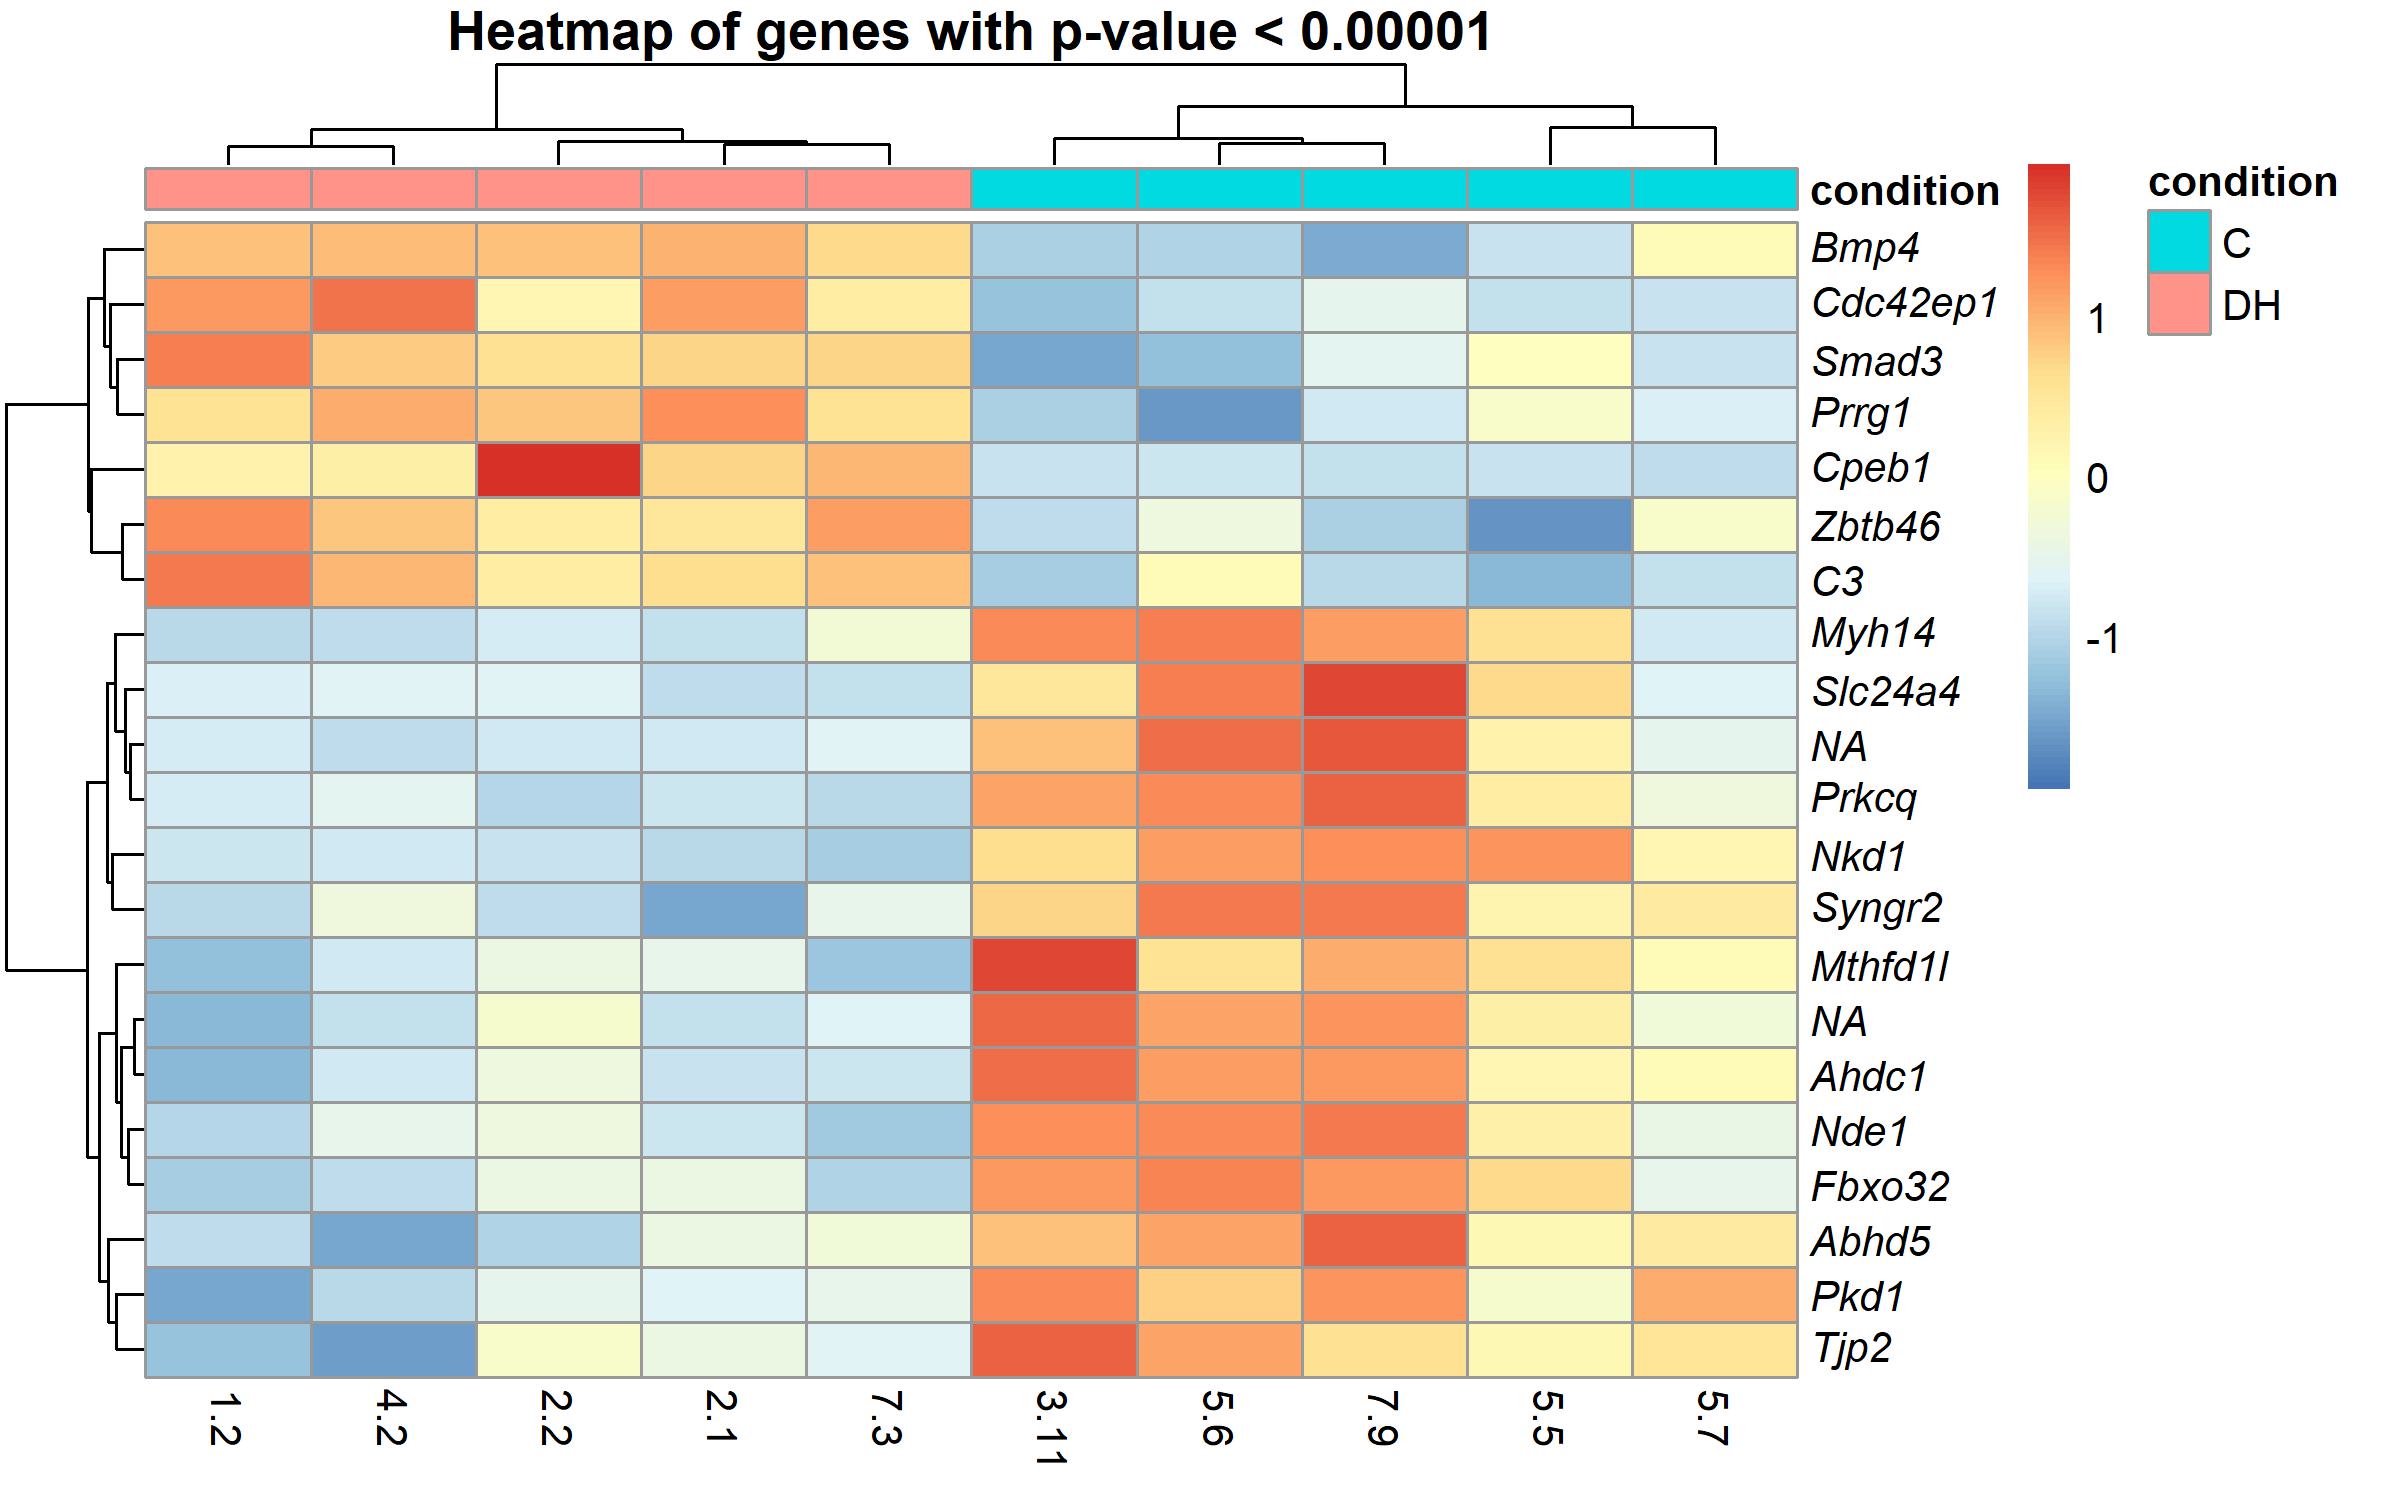 Heatmap of genes with p-value < 0.00001
condition
condition
C
DH
1
0
-1
Bmp4
Cdc42ep1
Smad3
Prrg1
Cpeb1
Zbtb46
C3
Myh14
Slc24a4
NA
Prkcq
Nkd1
Syngr2
Mthfd1l
NA
Ahdc1
Nde1
Fbxo32
Abhd5
Pkd1
Tjp2
1.2
4.2
2.2
2.1
7.3
3.11
5.6
7.9
5.5
5.7